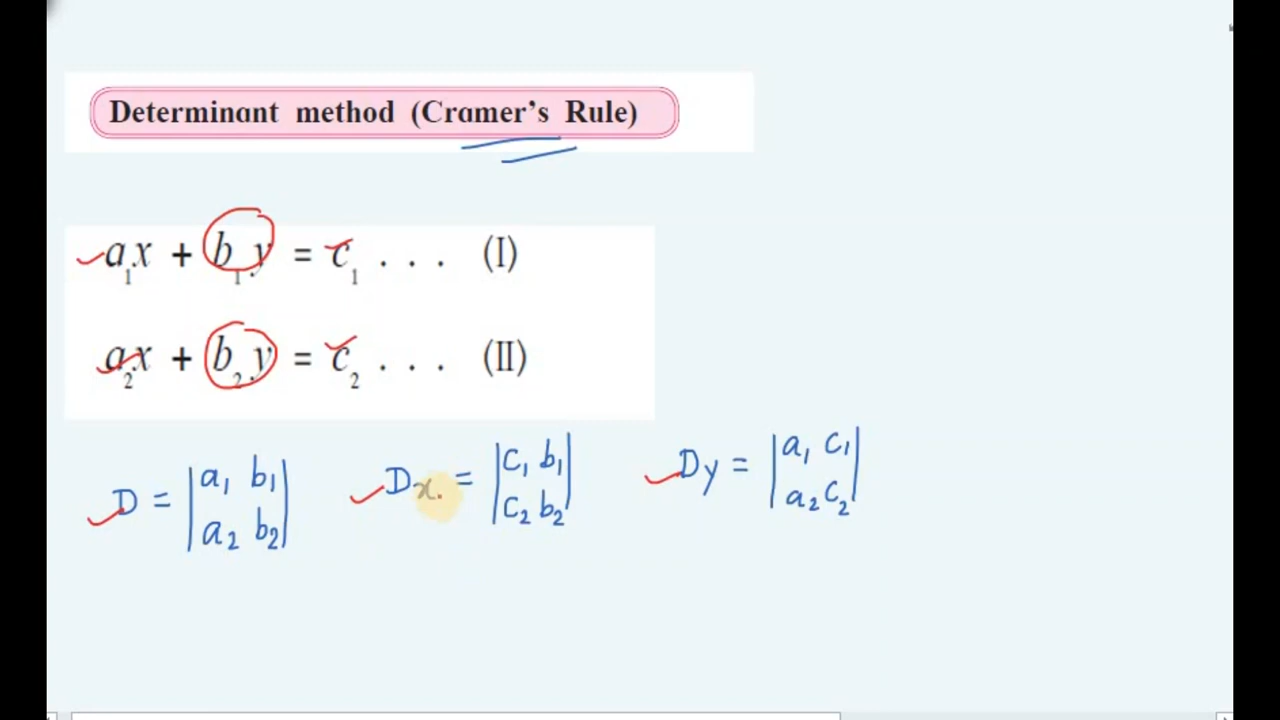 Determinant method (Cramer's Rule)
a₁x + b₁y = c₁ . . . (I)
a₂x + b₂y = c₂ . . . (II)
D = |a₁ b₁| Dx = |c₁ b₁| Dy = |a₁ c₁|
|a₂ b₂| |c₂ b₂| |a₂ c₂|